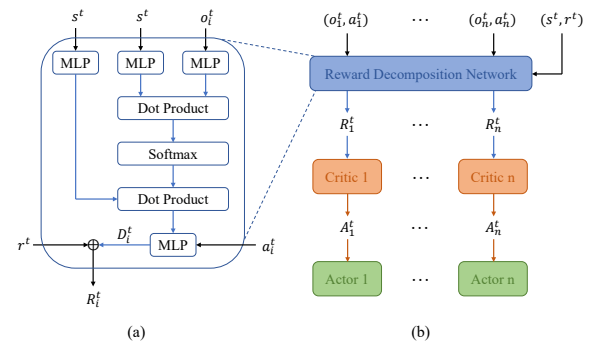 s^t s^t o_i^t
MLP MLP MLP
Dot Product
Softmax
Dot Product
D_i^t
r^t MLP a_i^t
R_i^t
(a)
(o_1^t, a_1^t) ⋯ (o_n^t, a_n^t) (s^t, r^t)
Reward Decomposition Network
R_1^t ⋯ R_n^t
Critic 1 ⋯ Critic n
A_1^t ⋯ A_n^t
Actor 1 ⋯ Actor n
(b)